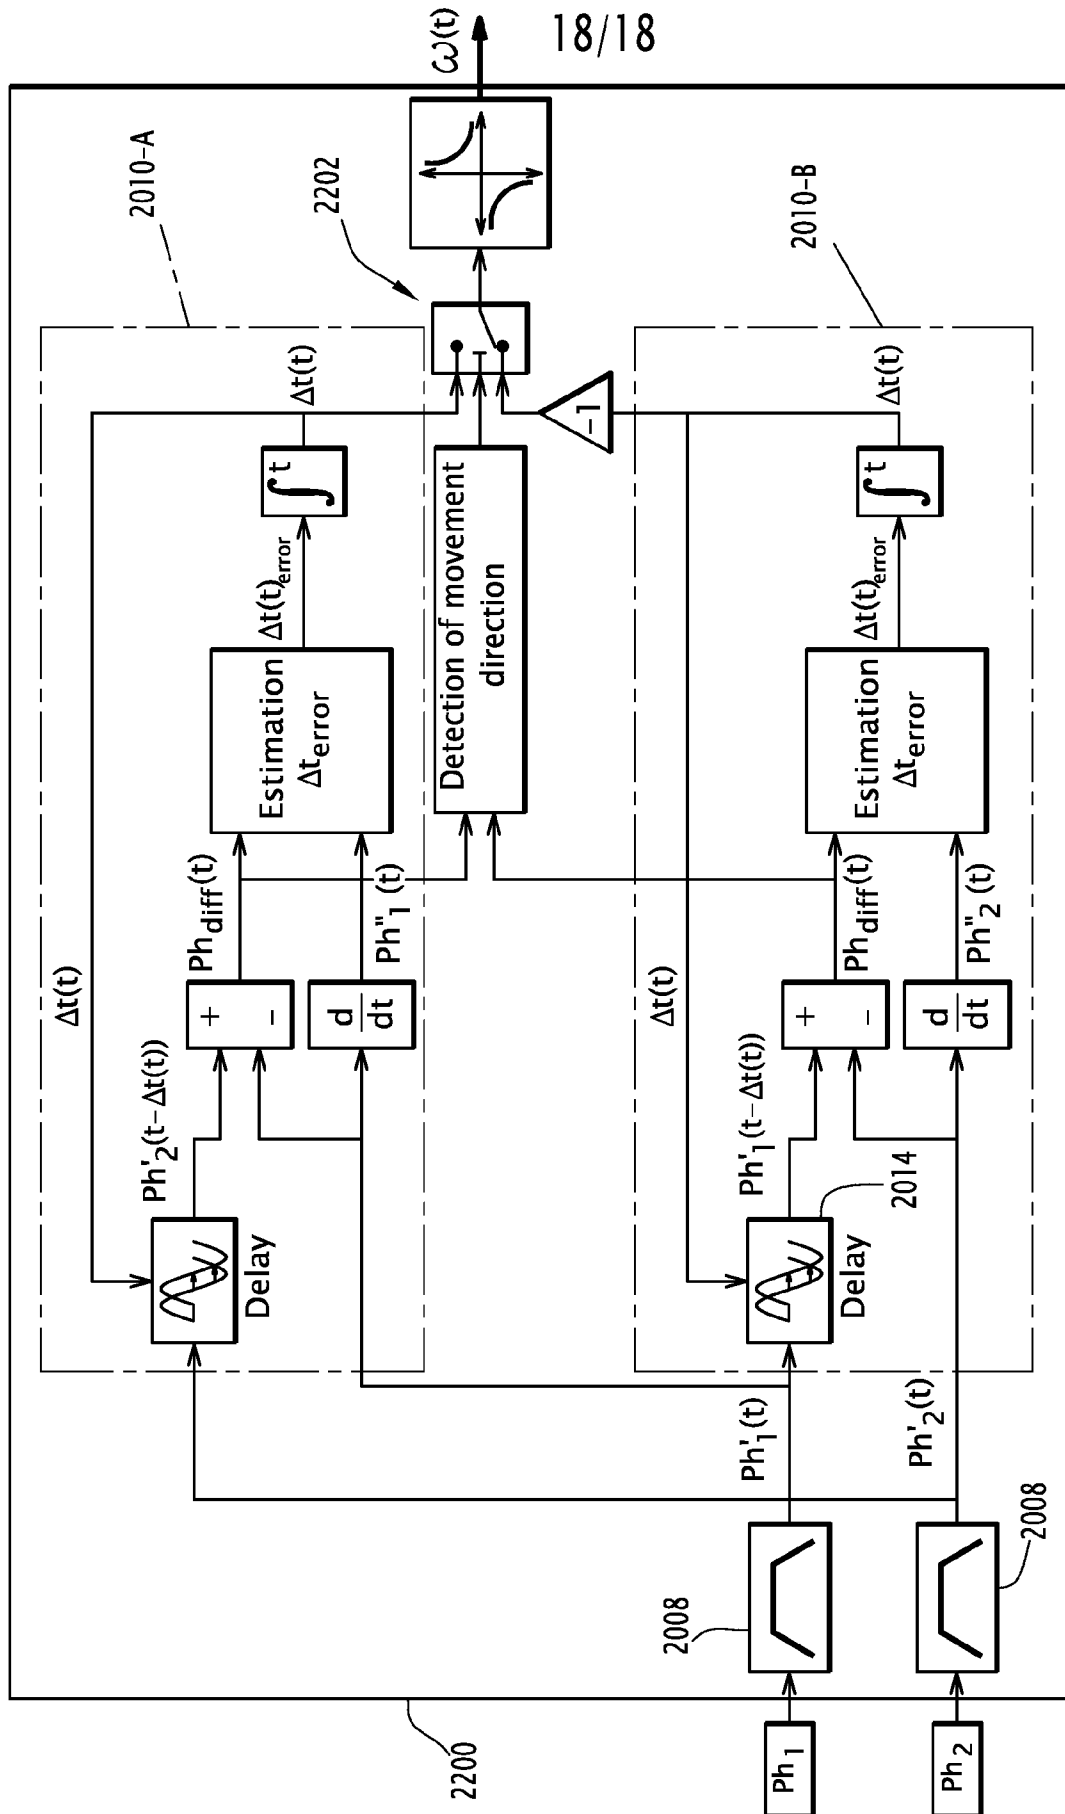 18/18
ω(t)
2010-A
2202
2010-B
Δt(t)
Δt(t)
∫t
Δt(t)error
Estimation
Δterror
Phdiff(t)
Ph"1(t)
+
-
d
dt
Ph'2(t-Δt(t))
Delay
Detection of movement
direction
-1
Δt(t)
Δt(t)
∫t
Δt(t)error
Estimation
Δterror
Phdiff(t)
Ph"2(t)
+
-
d
dt
Ph'1(t-Δt(t))
2014
Delay
Ph'1(t)
Ph'2(t)
2008
2008
2200
Ph1
Ph2